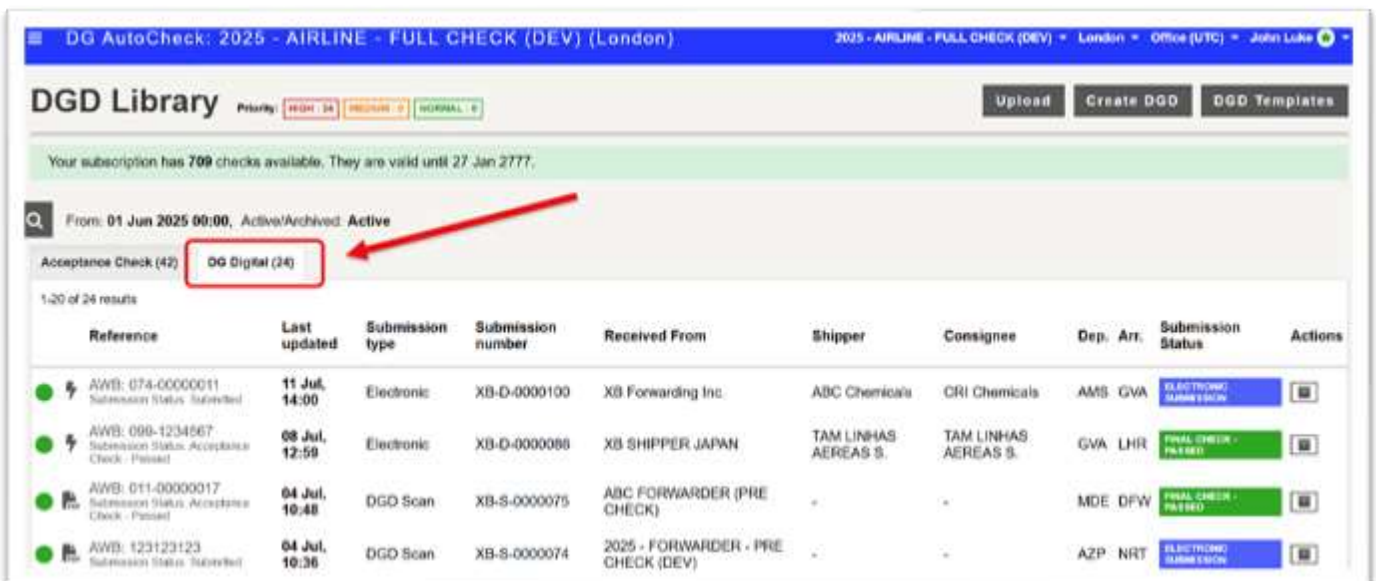 DG AutoCheck: 2025 - AIRLINE - FULL CHECK (DEV) (London) 2025 - AIRLINE - FULL CHECK (DEV) London Office (UTC) John Luke
DGD Library Priority: HIGH : 24 MEDIUM : 0 NORMAL : 0 Upload Create DGD DGD Templates
Your subscription has 709 checks available. They are valid until 27 Jan 2777.
From: 01 Jun 2025 00:00, Active/Archived: Active
Acceptance Check (42) DG Digital (24)
1-20 of 24 results
Reference Last updated Submission type Submission number Received From Shipper Consignee Dep. Arr. Submission Status Actions
AWB: 074-00000011 11 Jul, 14:00 Electronic XB-D-0000100 XB Forwarding Inc ABC Chemicals CRI Chemicals AMS GVA ELECTRONIC SUBMISSION
Submission Status: Submitted
AWB: 099-1234567 08 Jul, 12:59 Electronic XB-D-0000086 XB SHIPPER JAPAN TAM LINHAS AEREAS S. TAM LINHAS AEREAS S. GVA LHR FINAL CHECK - PASSED
Submission Status: Acceptance Check - Passed
AWB: 011-00000017 04 Jul, 10:48 DGD Scan XB-S-0000075 ABC FORWARDER (PRE CHECK) - - MDE DFW FINAL CHECK - PASSED
Submission Status: Acceptance Check - Passed
AWB: 123123123 04 Jul, 10:36 DGD Scan XB-S-0000074 2025 - FORWARDER - PRE CHECK (DEV) - - AZP NRT ELECTRONIC SUBMISSION
Submission Status: Submitted